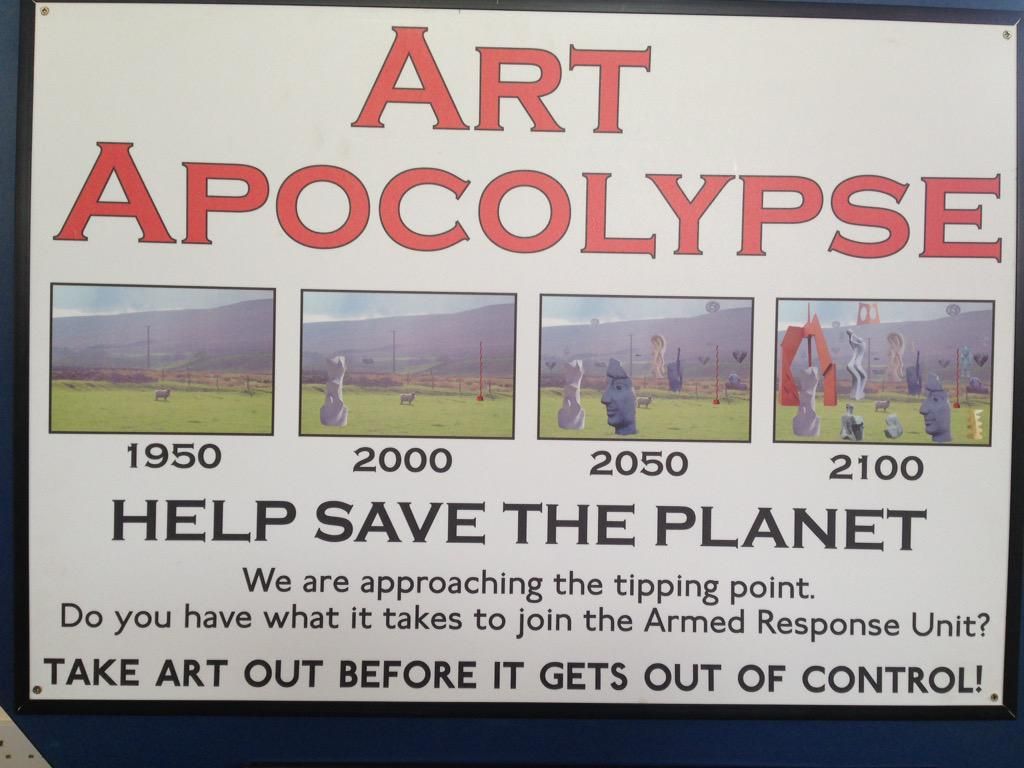 ART
APOCOLYPSE
1950
2000
2050
2100
HELP SAVE THE PLANET
We are approaching the tipping point.
Do you have what it takes to join the Armed Response Unit?
TAKE ART OUT BEFORE IT GETS OUT OF CONTROL!